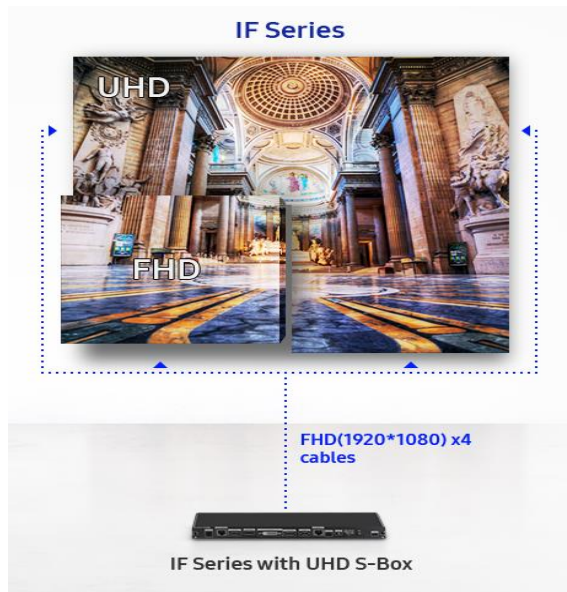 IF Series
UHD
FHD
FHD(1920*1080) x4
cables
IF Series with UHD S-Box